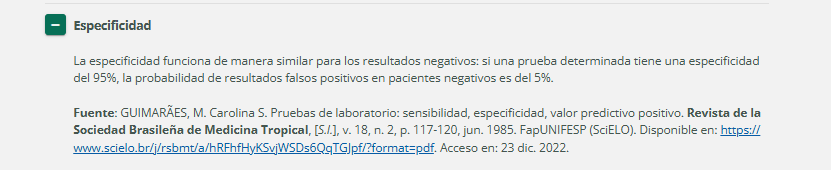 Especificidad
La especificidad funciona de manera similar para los resultados negativos: si una prueba determinada tiene una especificidad
del 95%, la probabilidad de resultados falsos positivos en pacientes negativos es del 5%.
Fuente: GUIMARÃES, M. Carolina S. Pruebas de laboratorio: sensibilidad, especificidad, valor predictivo positivo. Revista de la
Sociedad Brasileña de Medicina Tropical, [S.l.], v. 18, n. 2, p. 117-120, jun. 1985. FapUNIFESP (SciELO). Disponible en: https://
www.scielo.br/j/rsbmt/a/hRFhfHyKSvjWSDs6QqTGJpf/?format=pdf. Acceso en: 23 dic. 2022.